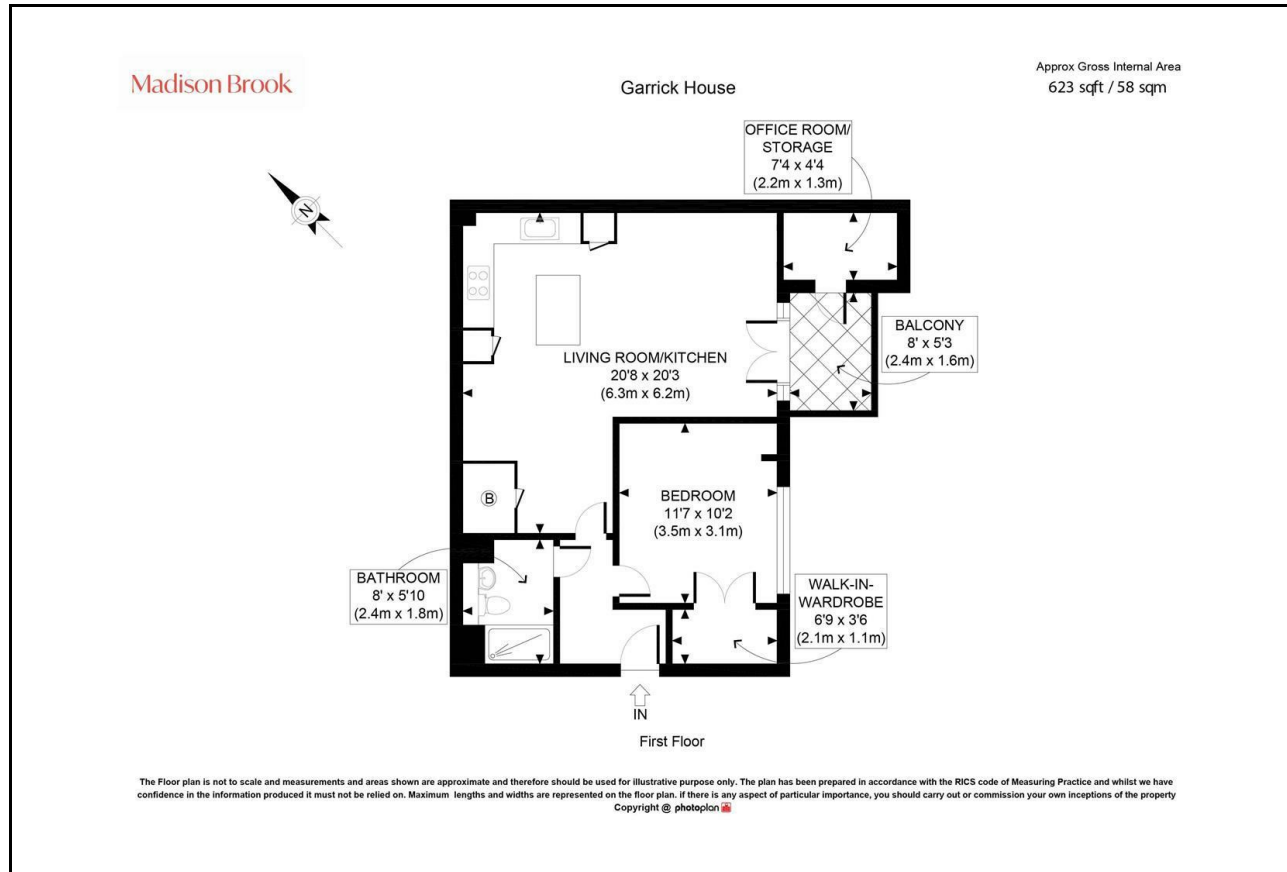 Madison Brook
Garrick House
Approx Gross Internal Area
623 sqft / 58 sqm
OFFICE ROOM/
STORAGE
7'4 x 4'4
(2.2m x 1.3m)
N
BALCONY
8' x 5'3
(2.4m x 1.6m)
LIVING ROOM/KITCHEN
20'8 x 20'3
(6.3m x 6.2m)
B
BEDROOM
11'7 x 10'2
(3.5m x 3.1m)
BATHROOM
8' x 5'10
(2.4m x 1.8m)
WALK-IN-
WARDROBE
6'9 x 3'6
(2.1m x 1.1m)
IN
First Floor
The Floor plan is not to scale and measurements and areas shown are approximate and therefore should be used for illustrative purpose only. The plan has been prepared in accordance with the RICS code of Measuring Practice and whilst we have
confidence in the information produced it must not be relied on. Maximum lengths and widths are represented on the floor plan. if there is any aspect of particular importance, you should carry out or commission your own inceptions of the property
Copyright @ photoplan